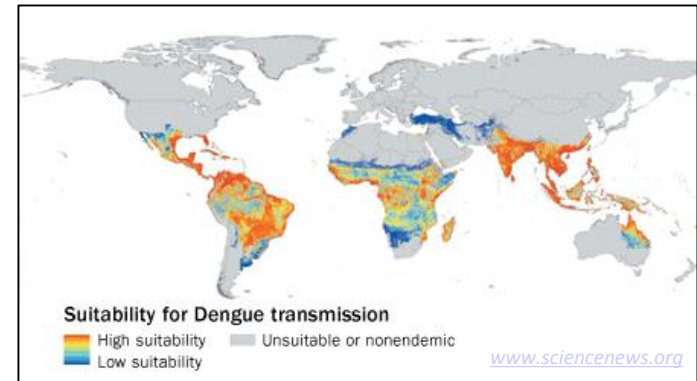 Suitability for Dengue transmission
High suitability
Low suitability
Unsuitable or nonendemic
www.sciencenews.org